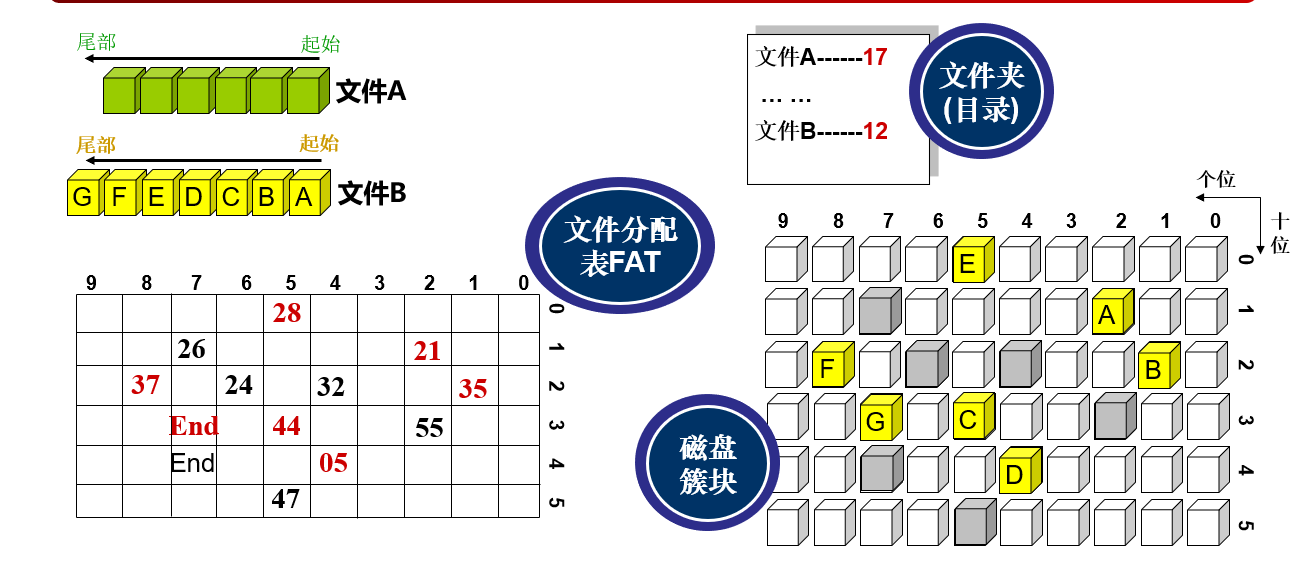 尾部 起始
文件A
尾部 起始
G F E D C B A
文件B
文件A------17
... ...
文件B------12
文件夹
(目录)
文件分配
表FAT
9 8 7 6 5 4 3 2 1 0
28 0
26 21 1
37 24 32 35 2
End 44 55 3
End 05 4
47 5
磁盘
簇块
个位
十
位
9 8 7 6 5 4 3 2 1 0
E 0
A 1
F B 2
G C 3
D 4
5